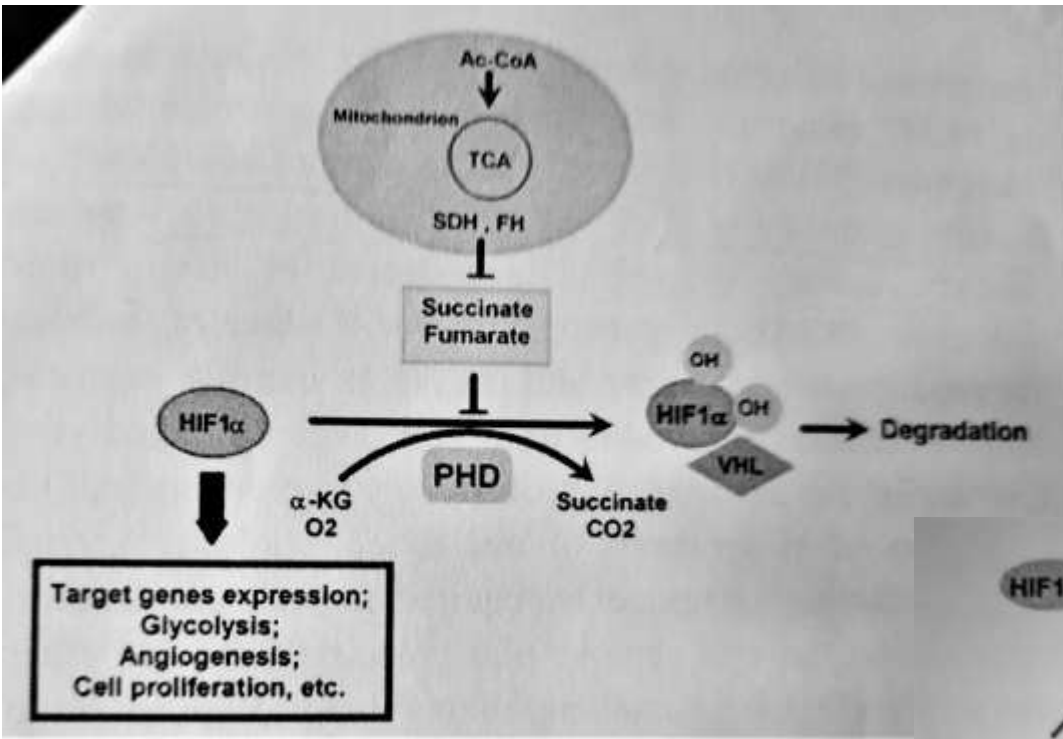 Ac-CoA
Mitochondrion
TCA
SDH , FH
Succinate
Fumarate
OH
HIF1α
HIF1α
OH
VHL
Degradation
PHD
α-KG
O2
Succinate
CO2
HIF1
Target genes expression;
Glycolysis;
Angiogenesis;
Cell proliferation, etc.